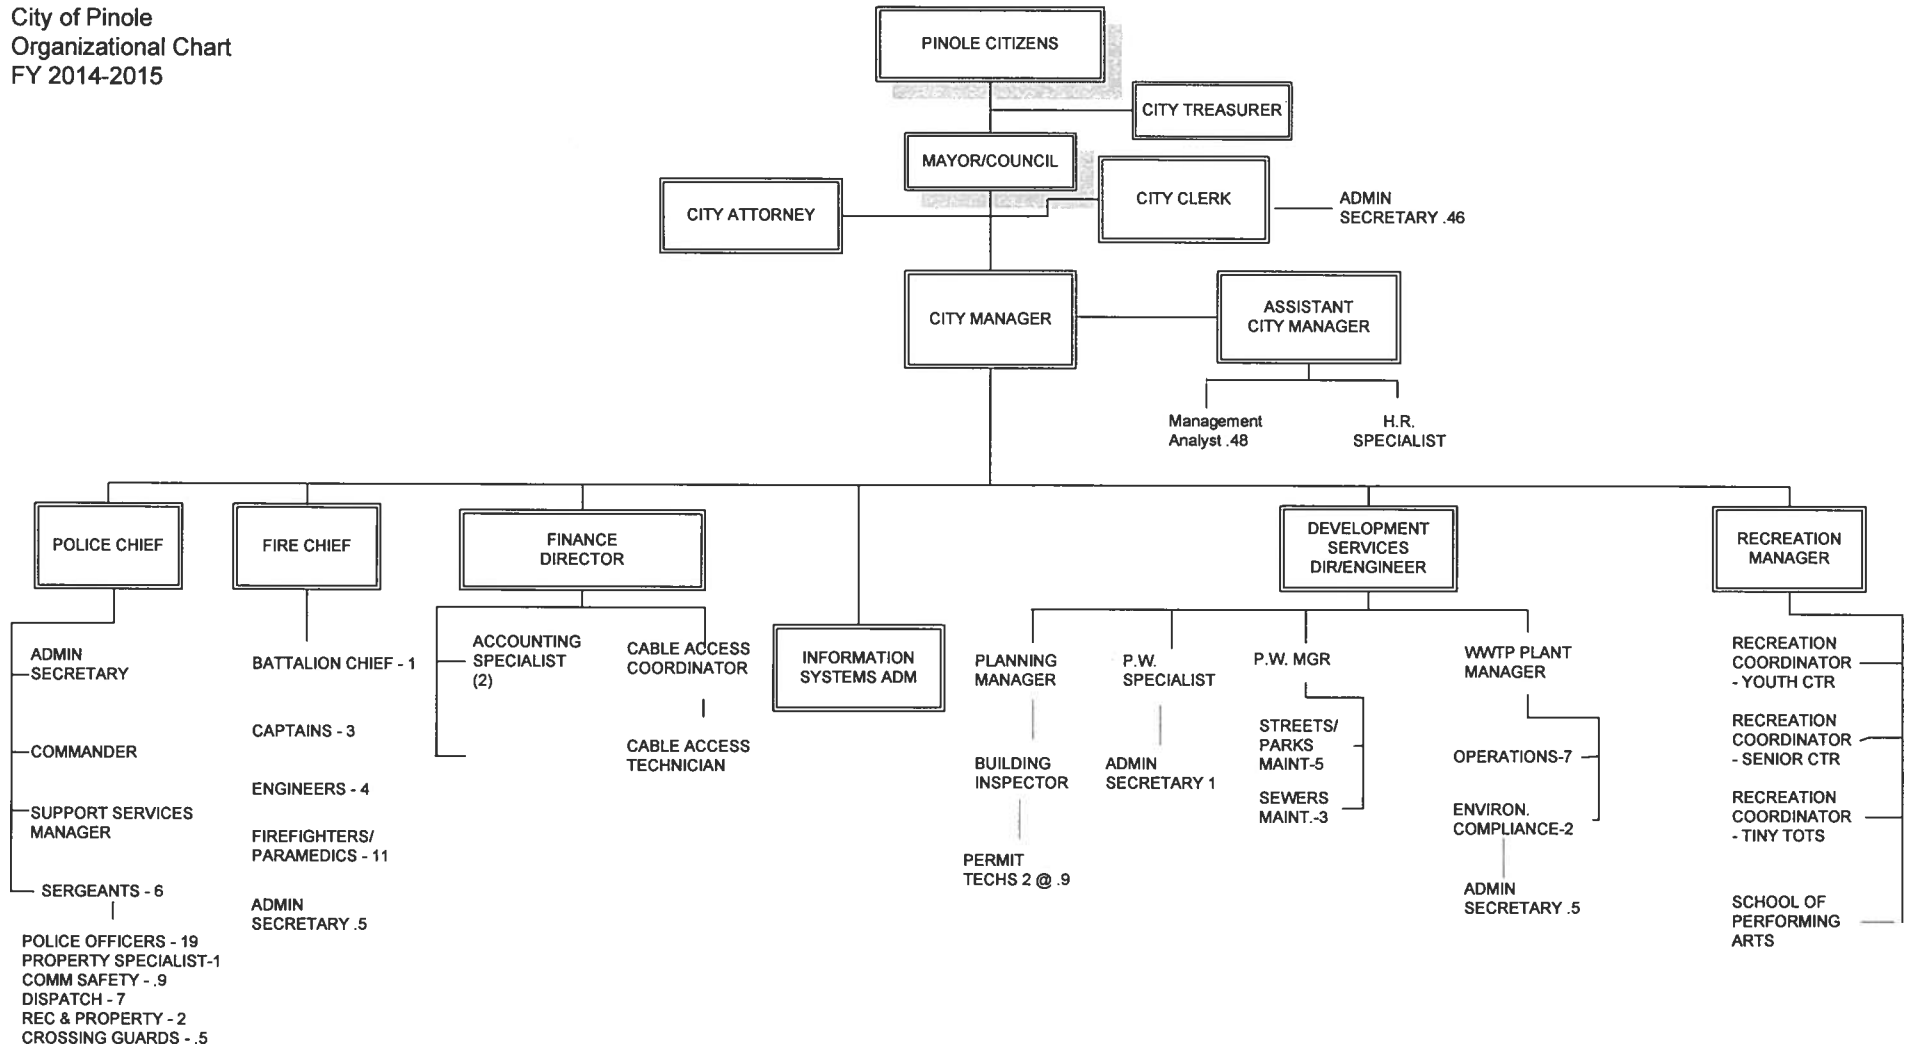 City of Pinole
Organizational Chart
FY 2014-2015
PINOLE CITIZENS
CITY TREASURER
MAYOR/COUNCIL
CITY ATTORNEY
CITY CLERK
ADMIN
SECRETARY .46
CITY MANAGER
ASSISTANT
CITY MANAGER
Management
Analyst .48
H.R.
SPECIALIST
POLICE CHIEF
ADMIN
SECRETARY
COMMANDER
SUPPORT SERVICES
MANAGER
SERGEANTS - 6
POLICE OFFICERS - 19
PROPERTY SPECIALIST-1
COMM SAFETY - .9
DISPATCH - 7
REC & PROPERTY - 2
CROSSING GUARDS - .5
FIRE CHIEF
BATTALION CHIEF - 1
CAPTAINS - 3
ENGINEERS - 4
FIREFIGHTERS/
PARAMEDICS - 11
ADMIN
SECRETARY .5
FINANCE
DIRECTOR
ACCOUNTING
SPECIALIST
(2)
CABLE ACCESS
COORDINATOR
CABLE ACCESS
TECHNICIAN
INFORMATION
SYSTEMS ADM
DEVELOPMENT
SERVICES
DIR/ENGINEER
PLANNING
MANAGER
BUILDING
INSPECTOR
PERMIT
TECHS 2 @ .9
P.W.
SPECIALIST
ADMIN
SECRETARY 1
P.W. MGR
STREETS/
PARKS
MAINT-5
SEWERS
MAINT.-3
WWTP PLANT
MANAGER
OPERATIONS-7
ENVIRON.
COMPLIANCE-2
ADMIN
SECRETARY .5
RECREATION
MANAGER
RECREATION
COORDINATOR
- YOUTH CTR
RECREATION
COORDINATOR
- SENIOR CTR
RECREATION
COORDINATOR
- TINY TOTS
SCHOOL OF
PERFORMING
ARTS